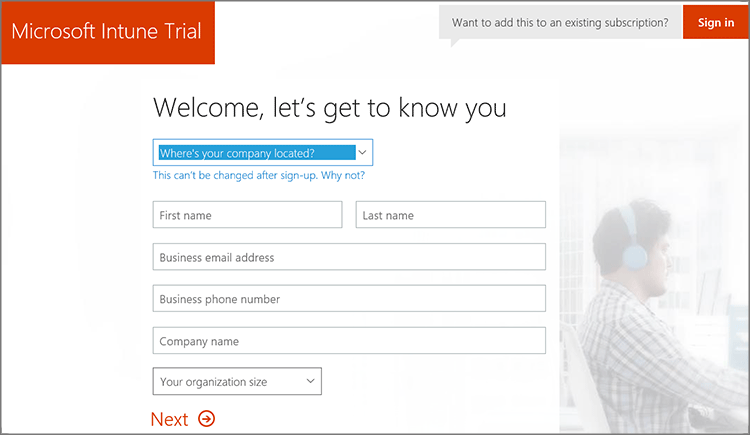 Microsoft Intune Trial
Want to add this to an existing subscription?
Sign in
Welcome, let's get to know you
Where's your company located?
This can't be changed after sign-up. Why not?
First name
Last name
Business email address
Business phone number
Company name
Your organization size
Next